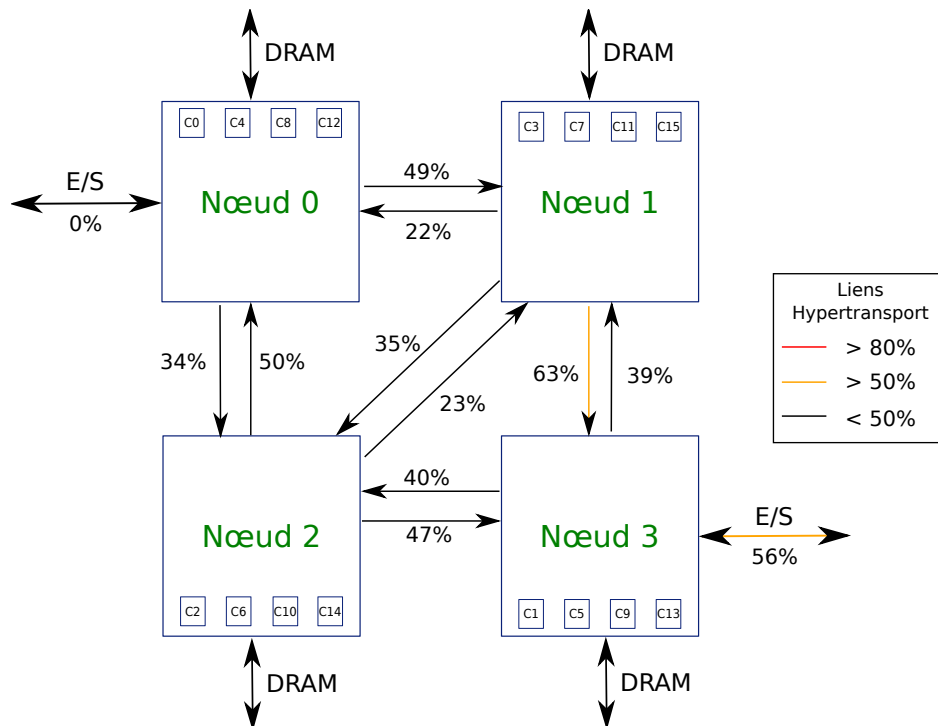 DRAM
DRAM
C0 C4 C8 C12
C3 C7 C11 C15
E/S
0%
Nœud 0
49%
22%
Nœud 1
34%
50%
35%
23%
63%
39%
Liens
Hypertransport
> 80%
> 50%
< 50%
Nœud 2
40%
47%
Nœud 3
E/S
56%
C2 C6 C10 C14
C1 C5 C9 C13
DRAM
DRAM